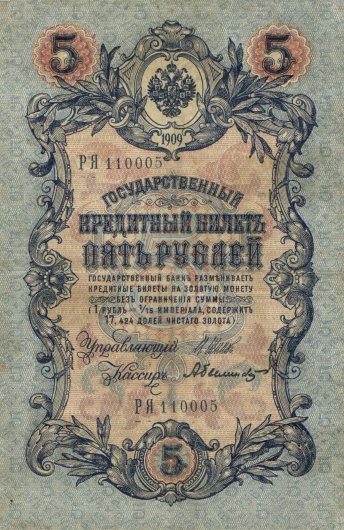 5 5
1909
РЯ 110005
ГОСУДАРСТВЕННЫЙ
КРЕДИТНЫЙ БИЛЕТЪ
ПЯТЬ РУБЛЕЙ
ГОСУДАРСТВЕННЫЙ БАНКЪ РАЗМѢНИВАЕТЪ
КРЕДИТНЫЕ БИЛЕТЫ НА ЗОЛОТУЮ МОНЕТУ
БЕЗЪ ОГРАНИЧЕНІЯ СУММЫ
(1 РУБЛЬ = 1/15 ИМПЕРІАЛА, СОДЕРЖИТЪ
17,424 ДОЛЕЙ ЧИСТАГО ЗОЛОТА).
Управляющій
Кассиръ
РЯ 110005
5